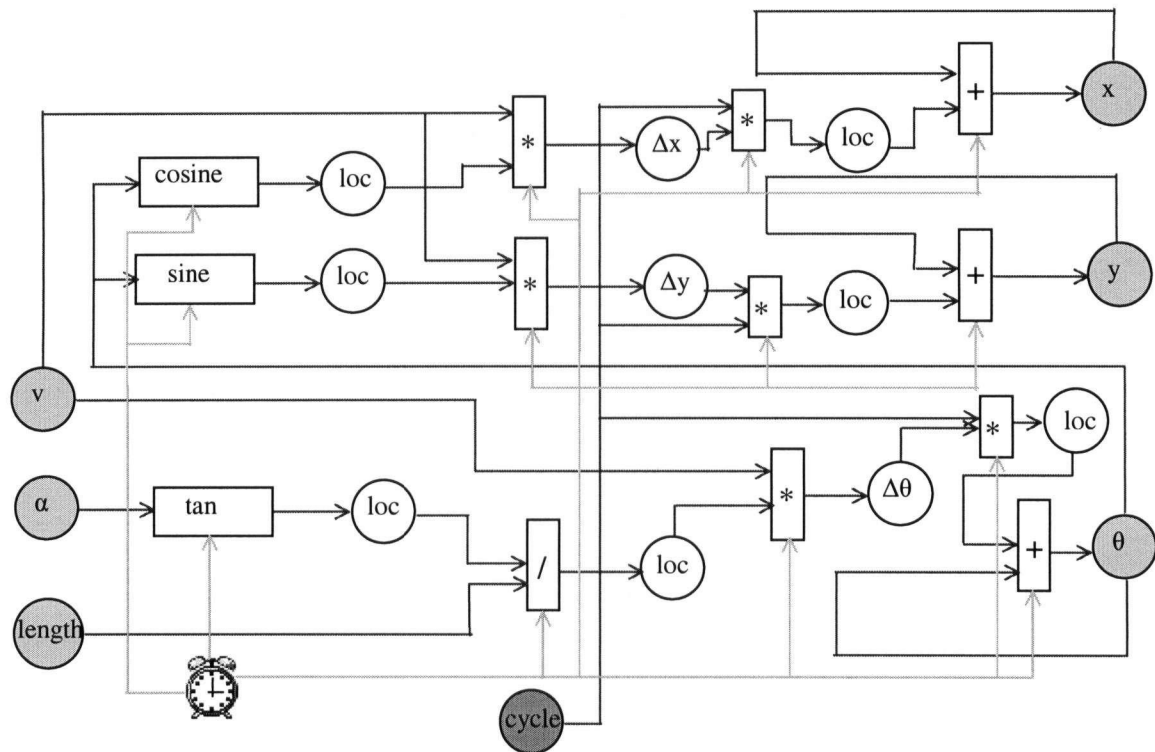 x
+
*
Δx
loc
*
cosine
loc
+
y
*
sine
loc
*
Δy
loc
v
*
loc
α
tan
loc
*
Δθ
+
θ
/
loc
length
cycle